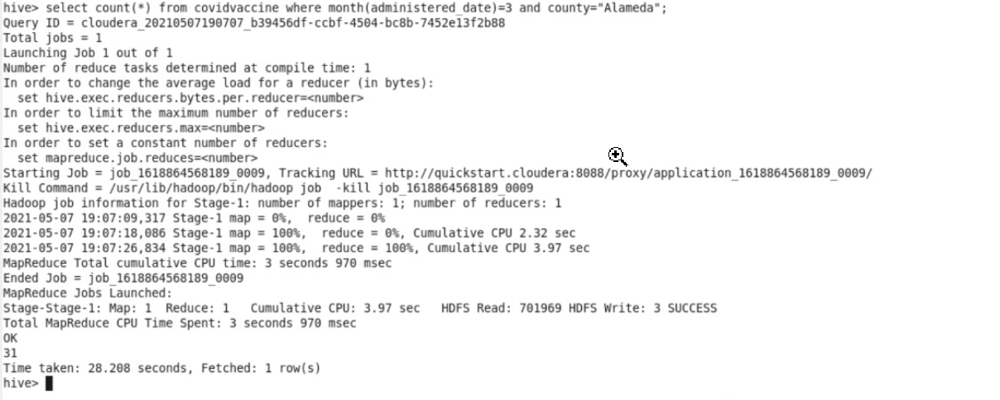 hive> select count(*) from covidvaccine where month(administered_date)=3 and county="Alameda";
Query ID = cloudera_20210507190707_b39456df-ccbf-4504-bc8b-7452e13f2b88
Total jobs = 1
Launching Job 1 out of 1
Number of reduce tasks determined at compile time: 1
In order to change the average load for a reducer (in bytes):
  set hive.exec.reducers.bytes.per.reducer=<number>
In order to limit the maximum number of reducers:
  set hive.exec.reducers.max=<number>
In order to set a constant number of reducers:
  set mapreduce.job.reduces=<number>
Starting Job = job_1618864568189_0009, Tracking URL = http://quickstart.cloudera:8088/proxy/application_1618864568189_0009/
Kill Command = /usr/lib/hadoop/bin/hadoop job  -kill job_1618864568189_0009
Hadoop job information for Stage-1: number of mappers: 1; number of reducers: 1
2021-05-07 19:07:09,317 Stage-1 map = 0%,  reduce = 0%
2021-05-07 19:07:18,086 Stage-1 map = 100%,  reduce = 0%, Cumulative CPU 2.32 sec
2021-05-07 19:07:26,834 Stage-1 map = 100%,  reduce = 100%, Cumulative CPU 3.97 sec
MapReduce Total cumulative CPU time: 3 seconds 970 msec
Ended Job = job_1618864568189_0009
MapReduce Jobs Launched:
Stage-Stage-1: Map: 1  Reduce: 1   Cumulative CPU: 3.97 sec   HDFS Read: 701969 HDFS Write: 3 SUCCESS
Total MapReduce CPU Time Spent: 3 seconds 970 msec
OK
31
Time taken: 28.208 seconds, Fetched: 1 row(s)
hive>